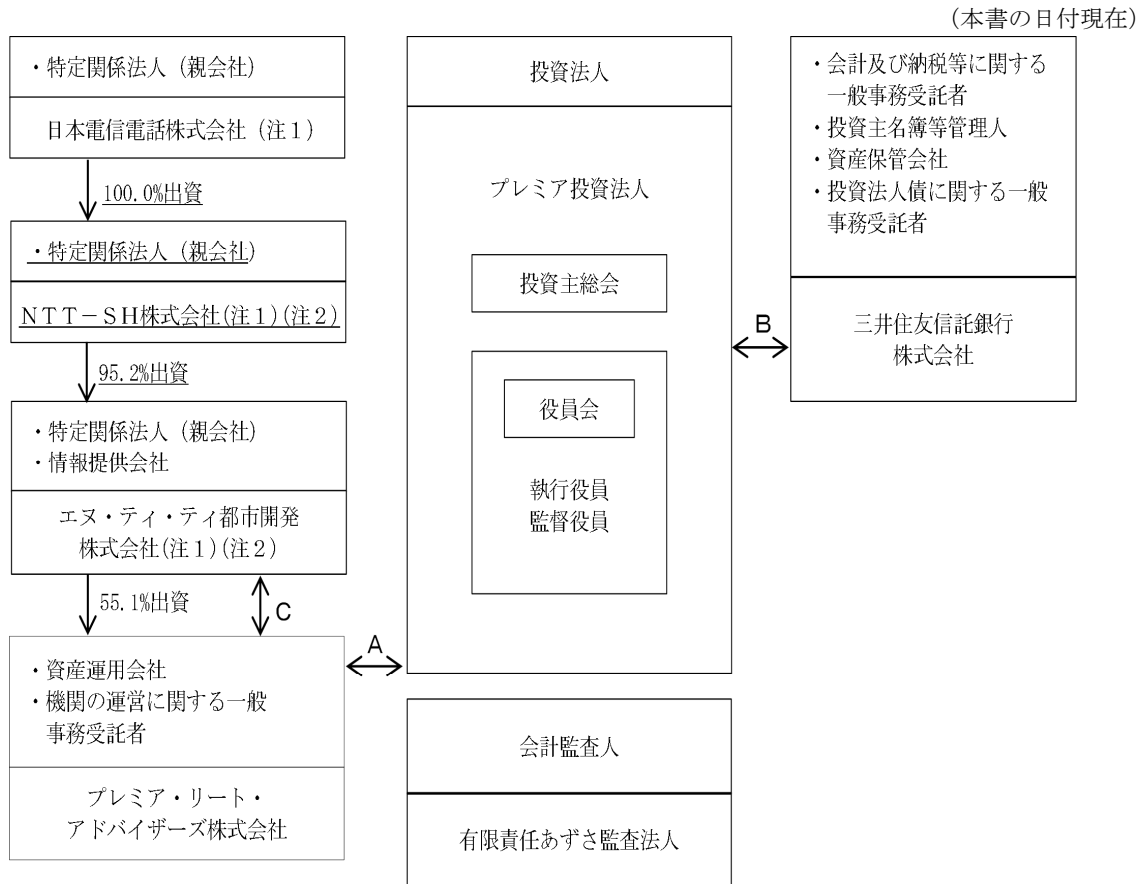 (本書の日付現在)
・特定関係法人(親会社)
日本電信電話株式会社(注1)
100.0%出資
・特定関係法人(親会社)
NTT-SH株式会社(注1)(注2)
95.2%出資
・特定関係法人(親会社)
・情報提供会社
エヌ・ティ・ティ都市開発
株式会社(注1)(注2)
55.1%出資
C
・資産運用会社
・機関の運営に関する一般
事務受託者
プレミア・リート・
アドバイザーズ株式会社
A
投資法人
プレミア投資法人
投資主総会
役員会
執行役員
監督役員
会計監査人
有限責任あずさ監査法人
B
・会計及び納税等に関する
一般事務受託者
・投資主名簿等管理人
・資産保管会社
・投資法人債に関する一般
事務受託者
三井住友信託銀行
株式会社